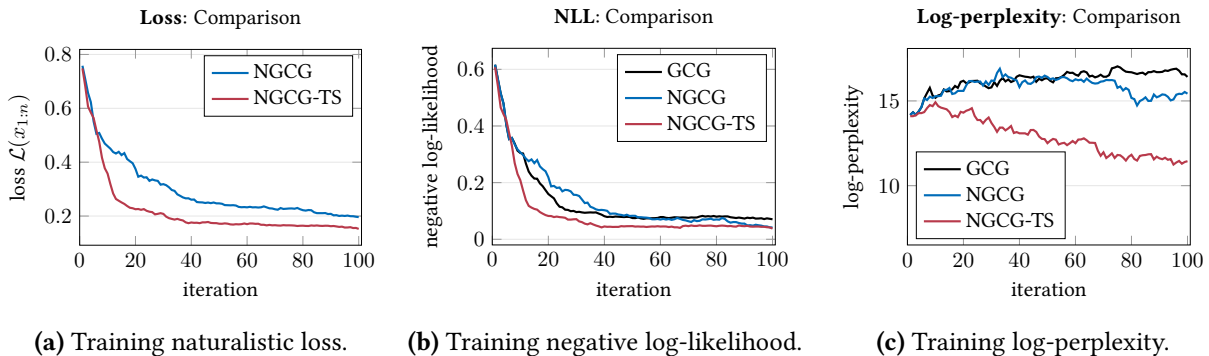 Loss: Comparison
loss L(x1:n)
0.8
0.6
0.4
0.2
NGCG
NGCG-TS
0 20 40 60 80 100
iteration
(a) Training naturalistic loss.
NLL: Comparison
negative log-likelihood
0.6
0.4
0.2
0
GCG
NGCG
NGCG-TS
0 20 40 60 80 100
iteration
(b) Training negative log-likelihood.
Log-perplexity: Comparison
log-perplexity
15
10
GCG
NGCG
NGCG-TS
0 20 40 60 80 100
iteration
(c) Training log-perplexity.